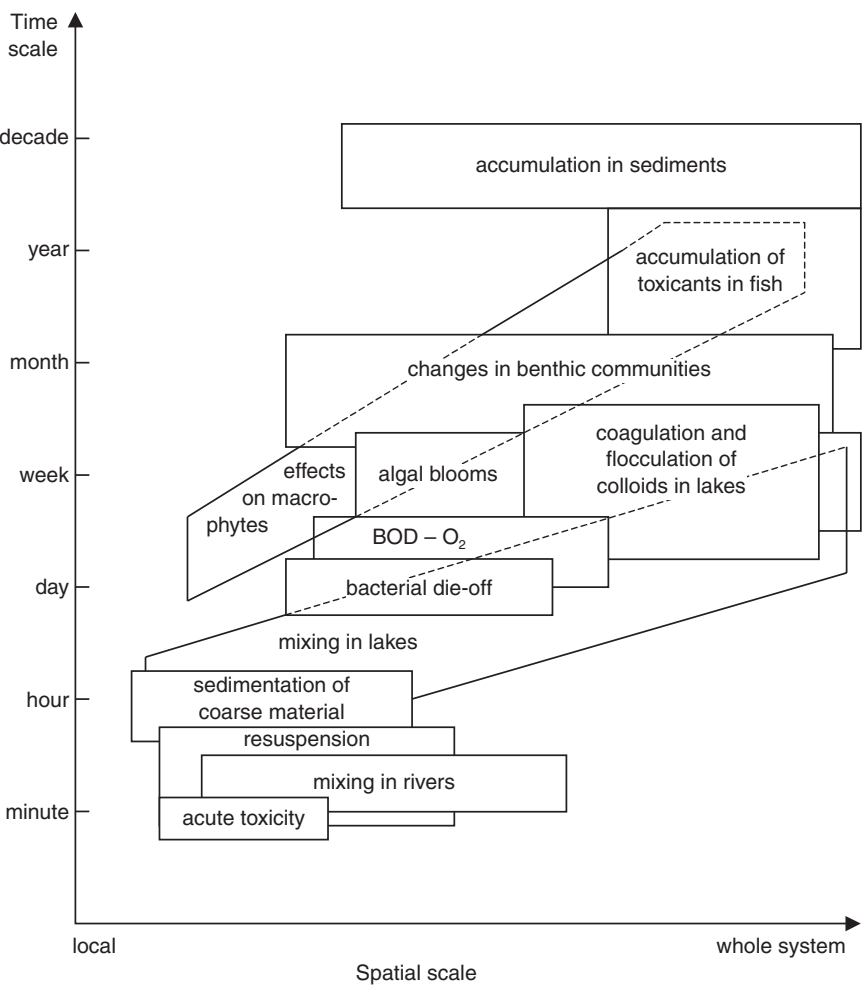 Time
scale
decade
accumulation in sediments
year
accumulation of
toxicants in fish
month
changes in benthic communities
coagulation and
flocculation of
colloids in lakes
week
effects
on macro-
phytes
algal blooms
BOD – O₂
day
bacterial die-off
mixing in lakes
hour
sedimentation of
coarse material
resuspension
mixing in rivers
minute
acute toxicity
local
whole system
Spatial scale